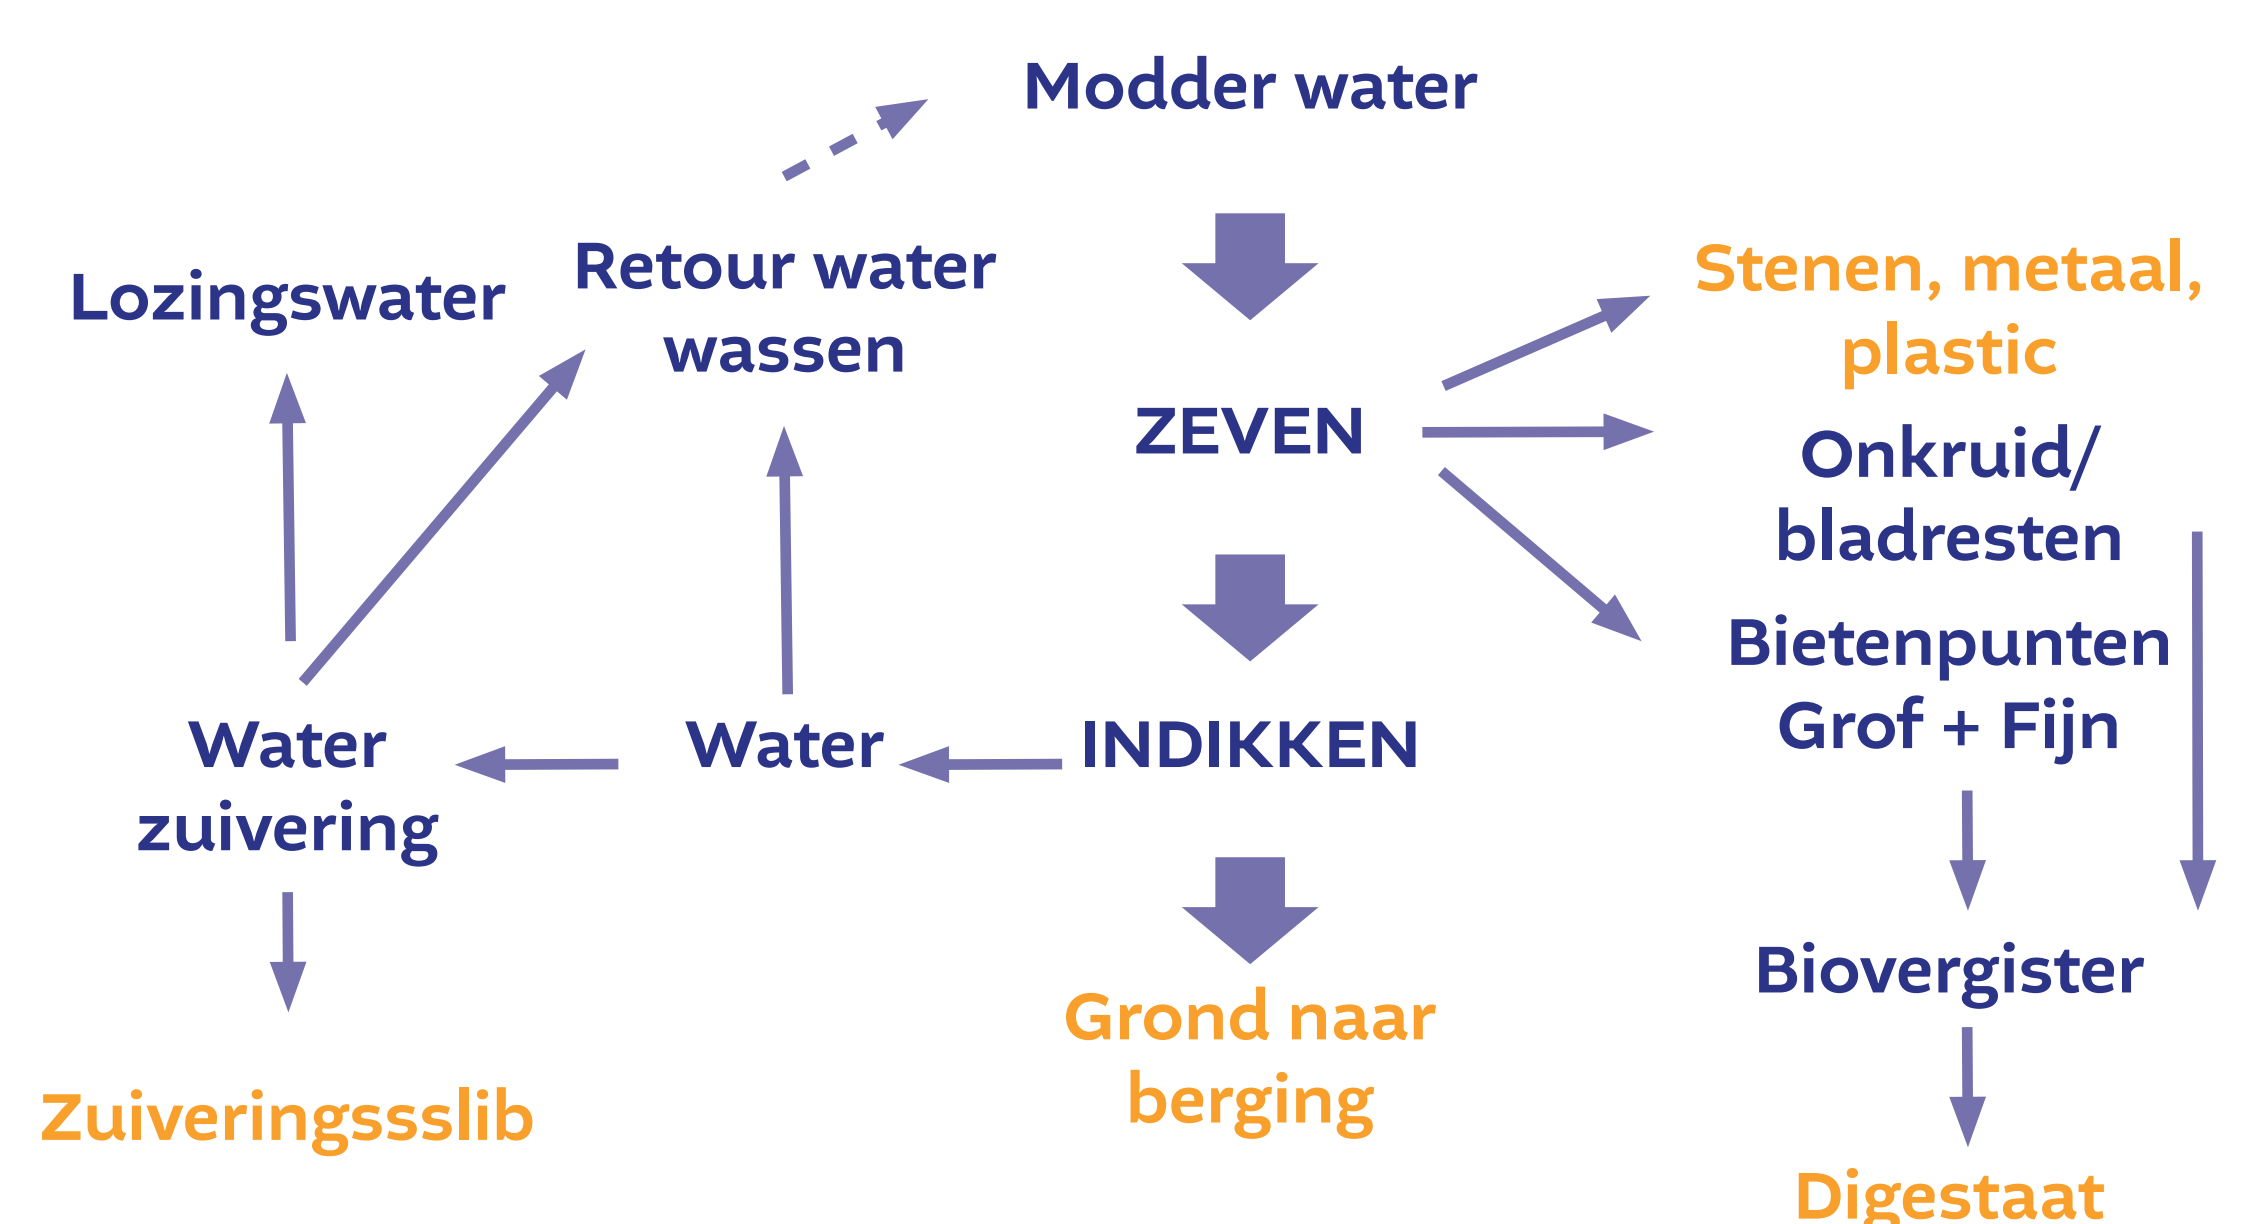 Modder water
Lozingswater
Retour water
wassen
Stenen, metaal,
plastic
ZEVEN
Onkruid/
bladresten
Bietenpunten
Grof + Fijn
Water
zuivering
Water
INDIKKEN
Biovergister
Grond naar
berging
Zuiveringssslib
Digestaat